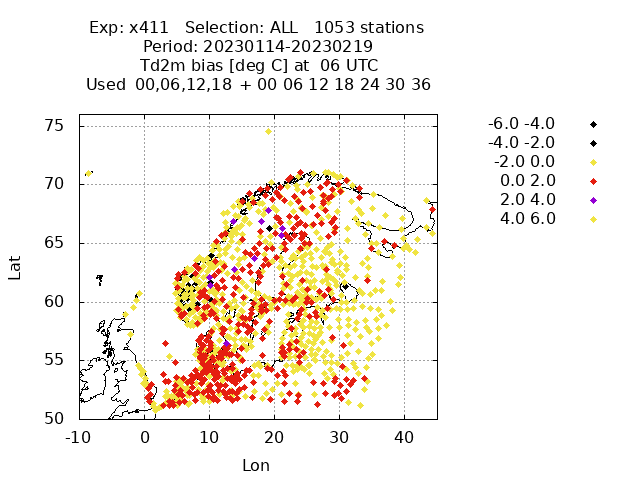 Exp: x411   Selection: ALL   1053 stations
Period: 20230114-20230219
Td2m bias [deg C] at  06 UTC
Used  00,06,12,18 + 00 06 12 18 24 30 36
-6.0 -4.0
-4.0 -2.0
-2.0 0.0
0.0 2.0
2.0 4.0
4.0 6.0
75
70
65
60
55
50
Lat
-10 0 10 20 30 40
Lon